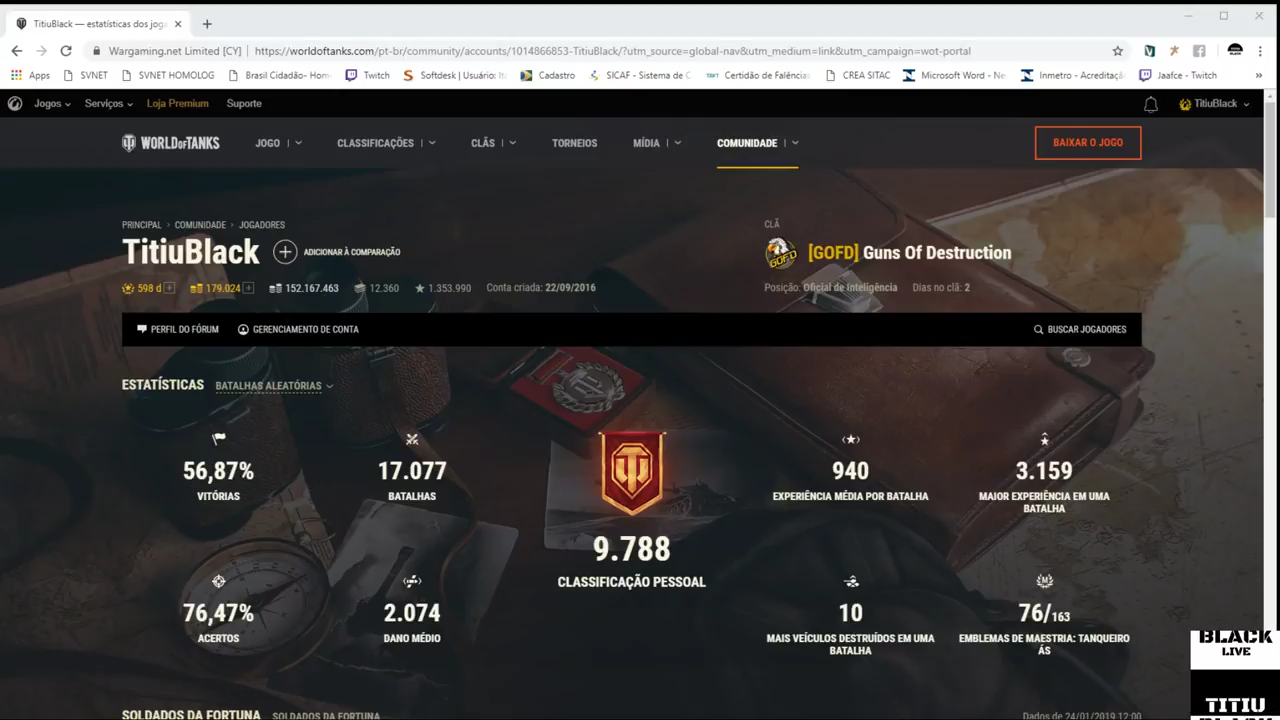 TitiuBlack — estatísticas dos joga
Wargaming.net Limited [CY] | https://worldoftanks.com/pt-br/community/accounts/1014866853-TitiuBlack/?utm_source=global-nav&utm_medium=link&utm_campaign=wot-portal
Apps SVNET SVNET HOMOLOG Brasil Cidadão- Hom Twitch Softdesk | Usuário: Cadastro SICAF - Sistema de C Certidão de Falências CREA SITAC Microsoft Word - Ne Inmetro - Acreditaçã Jaafce - Twitch »
Jogos Serviços Loja Premium Suporte TitiuBlack
WORLD OF TANKS JOGO CLASSIFICAÇÕES CLÃS TORNEIOS MÍDIA COMUNIDADE BAIXAR O JOGO
PRINCIPAL > COMUNIDADE > JOGADORES
CLÃ
TitiuBlack ADICIONAR À COMPARAÇÃO
GOFD [GOFD] Guns Of Destruction
598 d 179.024 152.167.463 12.360 1.353.990 Conta criada: 22/09/2016
Posição: Oficial de Inteligência Dias no clã: 2
PERFIL DO FÓRUM GERENCIAMENTO DE CONTA BUSCAR JOGADORES
ESTATÍSTICAS BATALHAS ALEATÓRIAS
56,87%
VITÓRIAS
17.077
BATALHAS
9.788
CLASSIFICAÇÃO PESSOAL
940
EXPERIÊNCIA MÉDIA POR BATALHA
3.159
MAIOR EXPERIÊNCIA EM UMA
BATALHA
76,47%
ACERTOS
2.074
DANO MÉDIO
10
MAIS VEÍCULOS DESTRUÍDOS EM UMA
BATALHA
76/163
EMBLEMAS DE MAESTRIA: TANQUEIRO
ÁS
BLACK
LIVE
TITIU
BLACK
SOLDADOS DA FORTUNA SOLDADOS DA FORTUNA
Dados de 24/01/2019 12:00